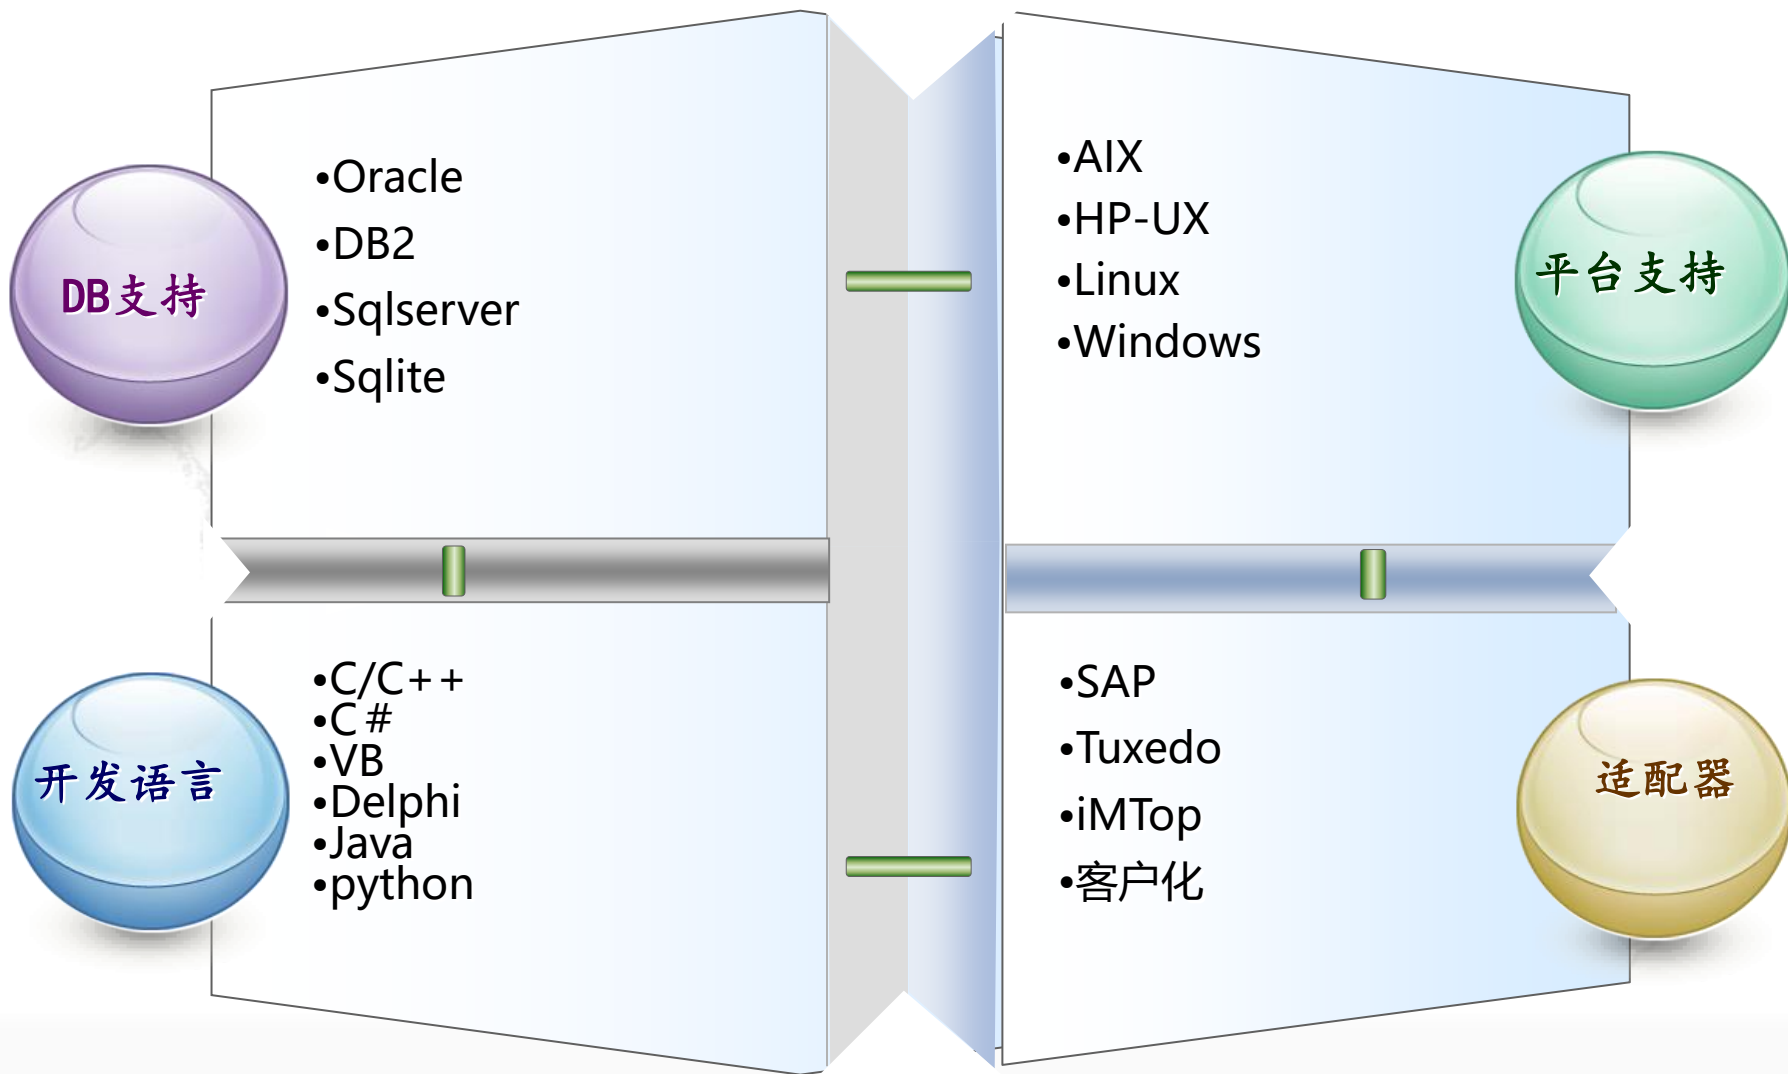 DB支持
•Oracle
•DB2
•Sqlserver
•Sqlite
平台支持
•AIX
•HP-UX
•Linux
•Windows
开发语言
•C/C++
•C#
•VB
•Delphi
•Java
•python
适配器
•SAP
•Tuxedo
•iMTop
•客户化